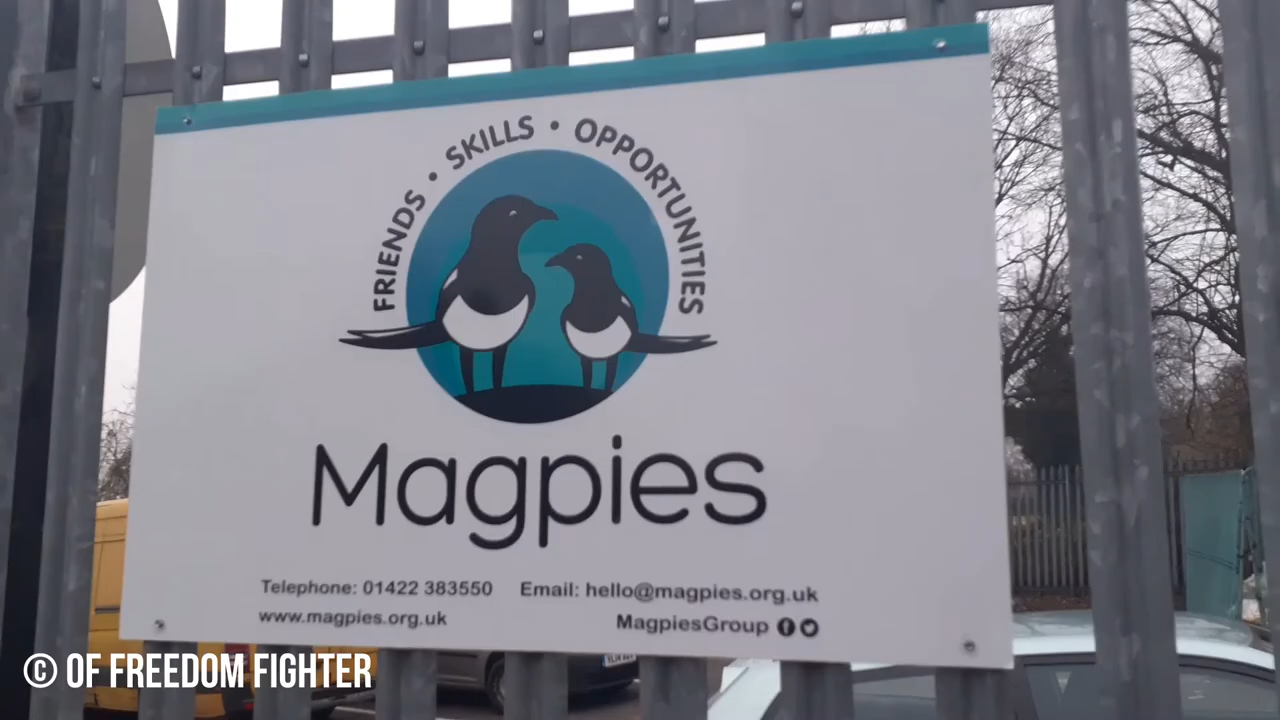 FRIENDS • SKILLS • OPPORTUNITIES
Magpies
Telephone: 01422 383550 Email: hello@magpies.org.uk
www.magpies.org.uk MagpiesGroup
© OF FREEDOM FIGHTER